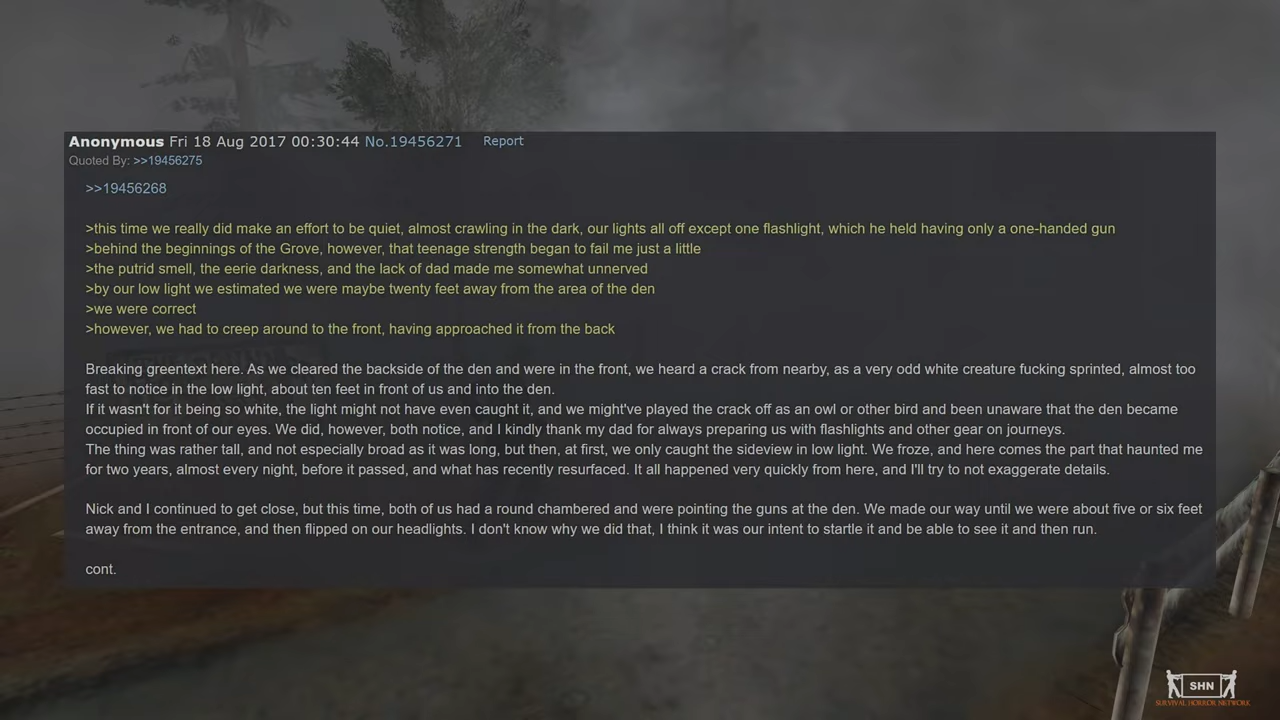 Anonymous Fri 18 Aug 2017 00:30:44 No.19456271 Report
Quoted By: >>19456275
>>19456268
>this time we really did make an effort to be quiet, almost crawling in the dark, our lights all off except one flashlight, which he held having only a one-handed gun
>behind the beginnings of the Grove, however, that teenage strength began to fail me just a little
>the putrid smell, the eerie darkness, and the lack of dad made me somewhat unnerved
>by our low light we estimated we were maybe twenty feet away from the area of the den
>we were correct
>however, we had to creep around to the front, having approached it from the back
Breaking greentext here. As we cleared the backside of the den and were in the front, we heard a crack from nearby, as a very odd white creature fucking sprinted, almost too
fast to notice in the low light, about ten feet in front of us and into the den.
If it wasn't for it being so white, the light might not have even caught it, and we might've played the crack off as an owl or other bird and been unaware that the den became
occupied in front of our eyes. We did, however, both notice, and I kindly thank my dad for always preparing us with flashlights and other gear on journeys.
The thing was rather tall, and not especially broad as it was long, but then, at first, we only caught the sideview in low light. We froze, and here comes the part that haunted me
for two years, almost every night, before it passed, and what has recently resurfaced. It all happened very quickly from here, and I'll try to not exaggerate details.
Nick and I continued to get close, but this time, both of us had a round chambered and were pointing the guns at the den. We made our way until we were about five or six feet
away from the entrance, and then flipped on our headlights. I don't know why we did that, I think it was our intent to startle it and be able to see it and then run.
cont.
SHN
SURVIVAL HORROR NETWORK